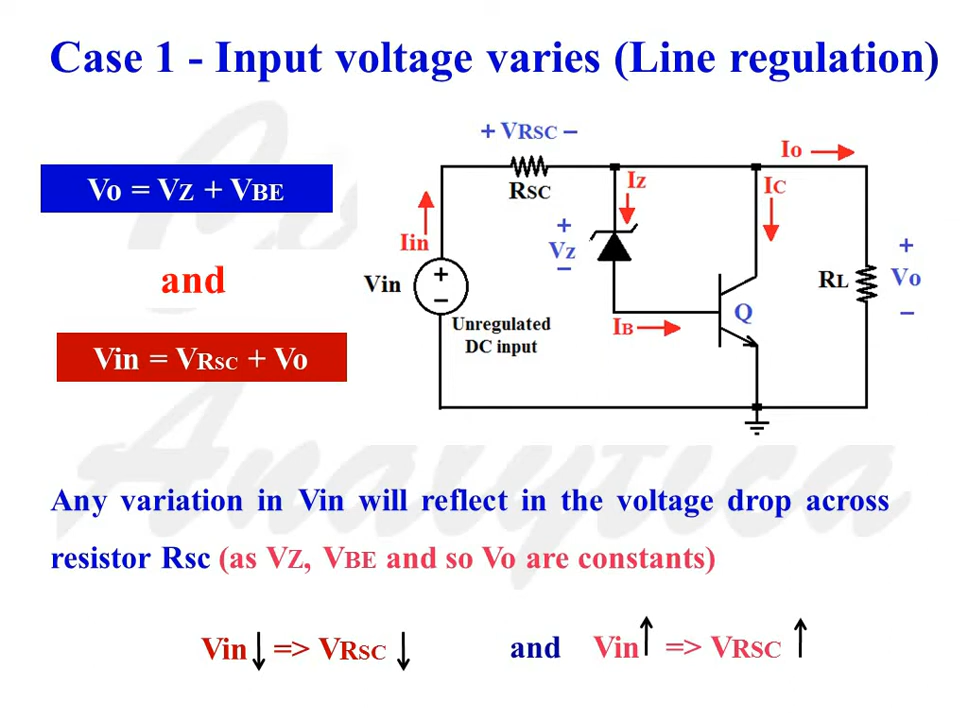 Case 1 - Input voltage varies (Line regulation)
+ VRSC −
Io
RSC
IZ
IC
Vo = VZ + VBE
Iin
+
Vz
−
+
Vo
−
and
Vin
+
−
RL
Q
Unregulated
DC input
IB
Vin = VRSC + Vo
Analytica
Any variation in Vin will reflect in the voltage drop across
resistor Rsc (as VZ, VBE and so Vo are constants)
Vin↓ => VRSC ↓ and Vin↑ => VRSC ↑